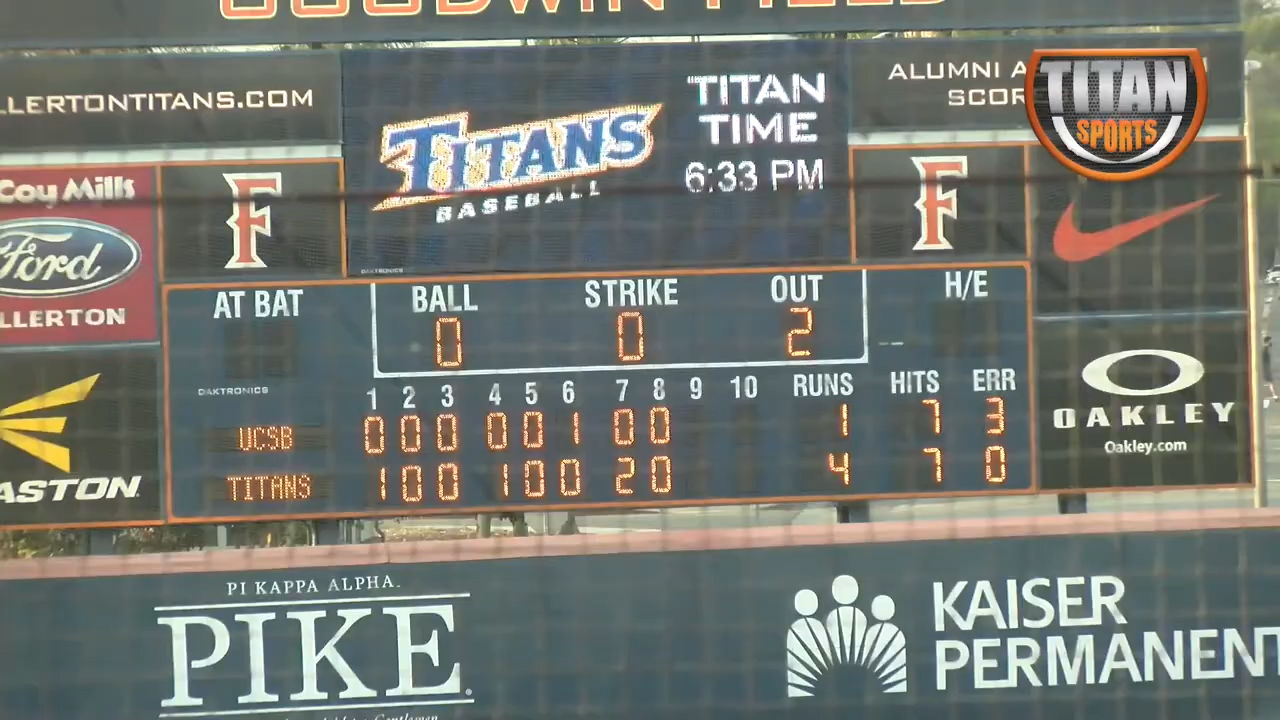 GOODWIN FIELD
LLERTONTITANS.COM
TITANS
BASEBALL
TITAN
TIME
6:33 PM
ALUMNI A
SCOR
TITAN
SPORTS
Coy Mills
Ford
LLERTON
F
F
DAKTRONICS
AT BAT BALL STRIKE OUT H/E
0 0 2
DAKTRONICS
1 2 3 4 5 6 7 8 9 10 RUNS HITS ERR
UCSB 0 0 0 0 0 1 0 0 1 7 3
TITANS 1 0 0 1 0 0 2 0 4 7 0
ASTON
OAKLEY
Oakley.com
PI KAPPA ALPHA
PIKE
KAISER
PERMANENT